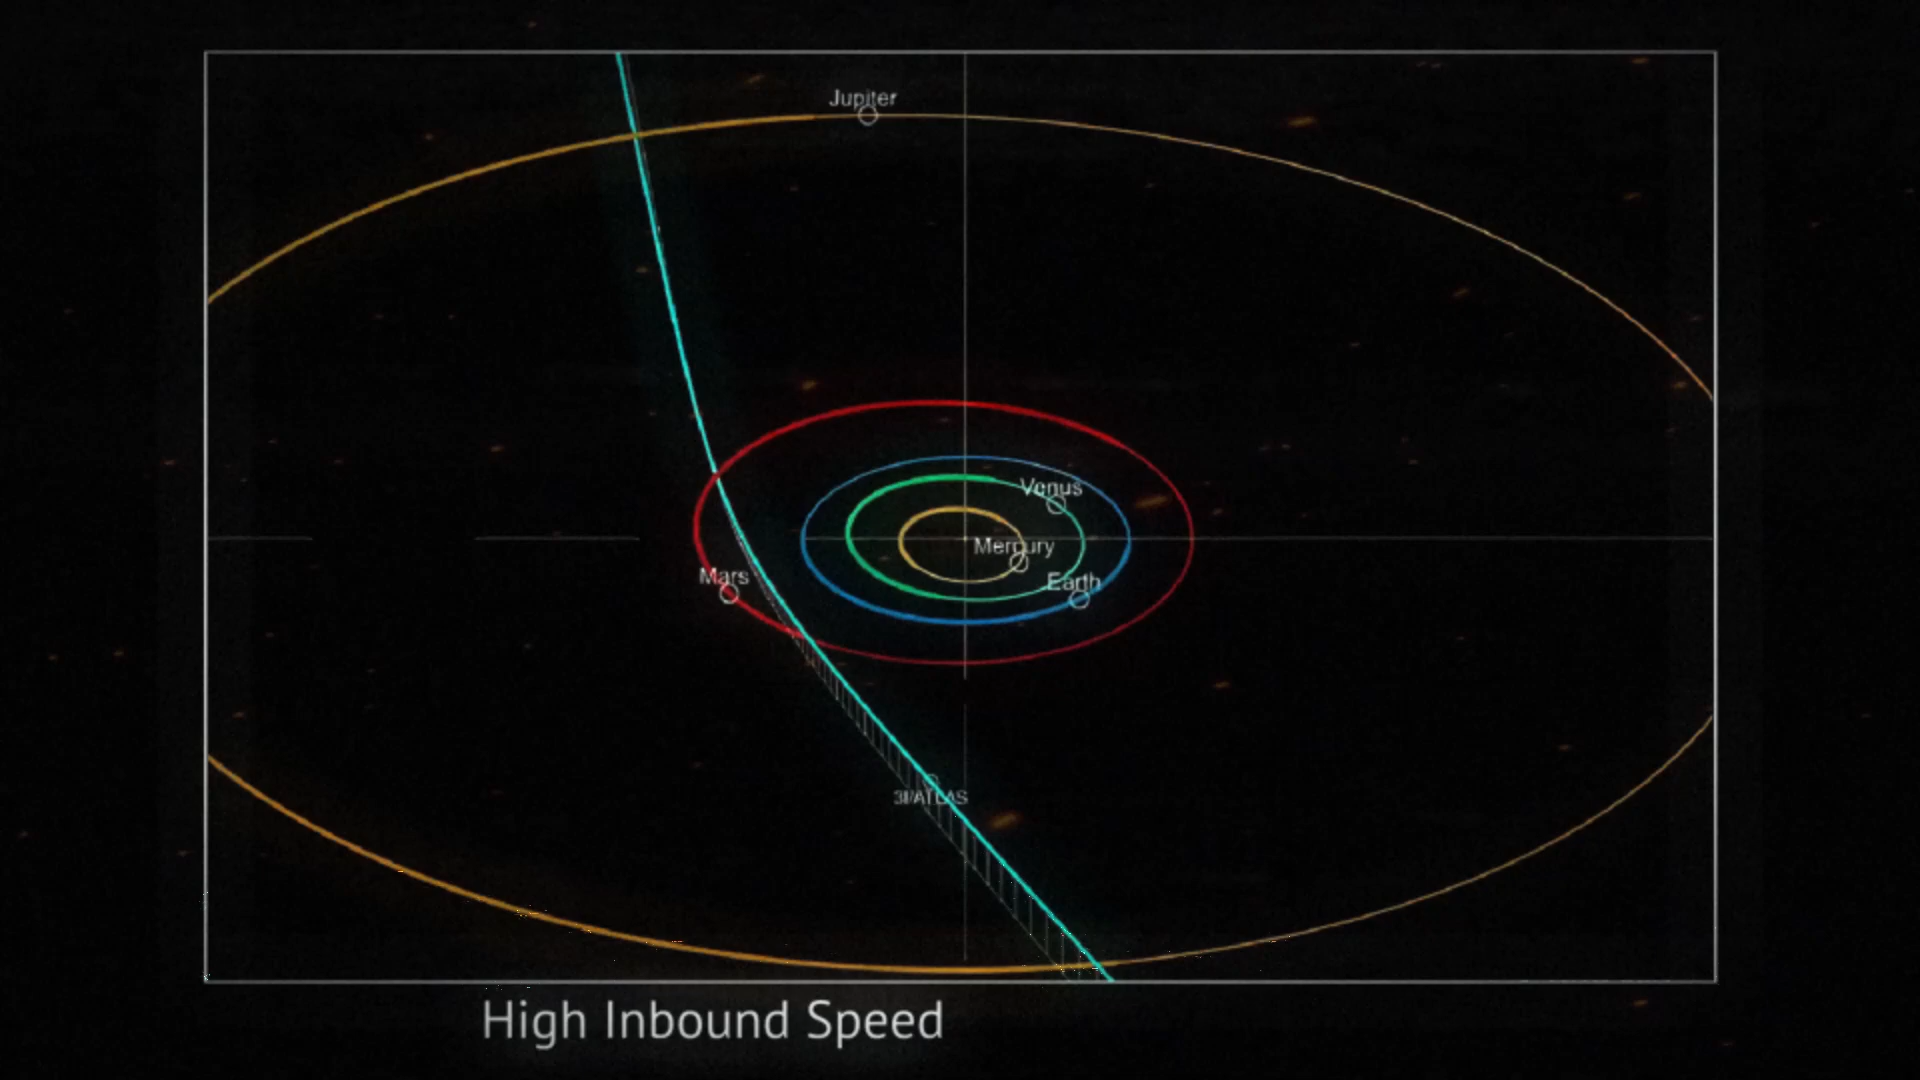 Jupiter
Venus
Mercury
Mars
Earth
3I/ATLAS
High Inbound Speed